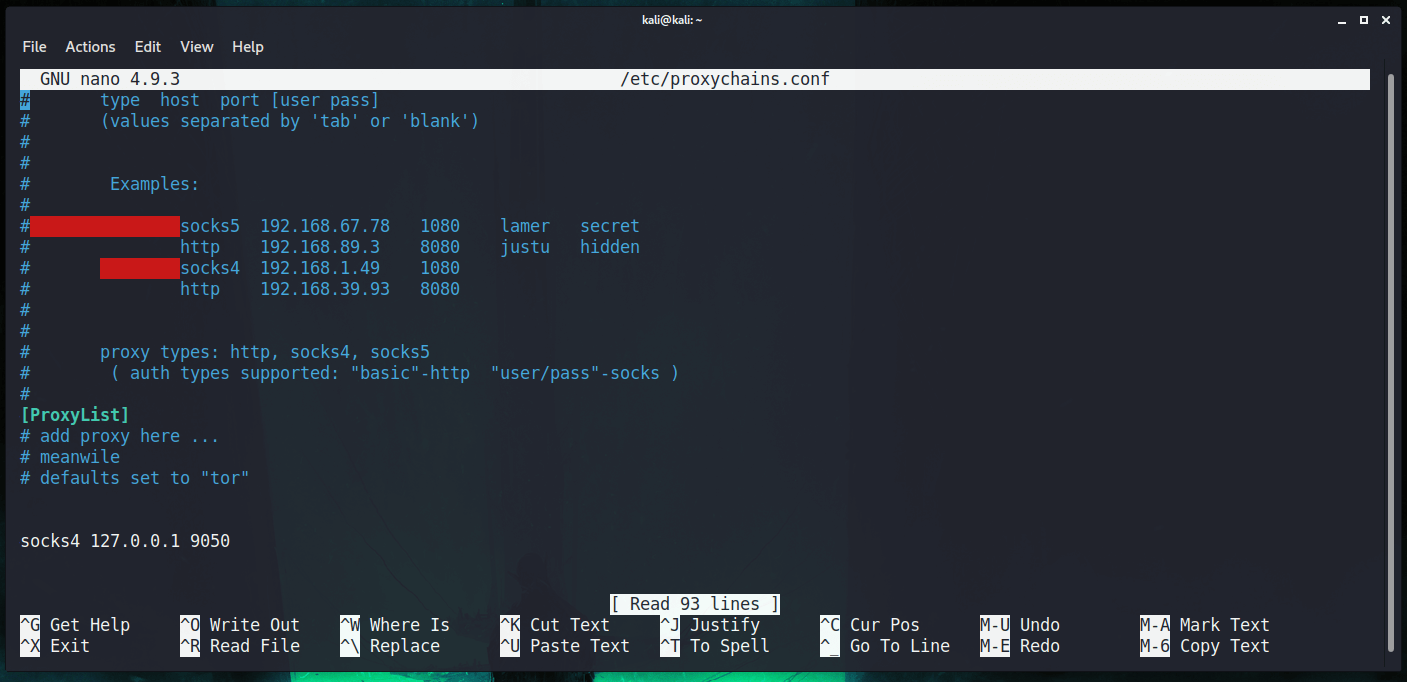 kali@kali: ~
File Actions Edit View Help
GNU nano 4.9.3 /etc/proxychains.conf
# type host port [user pass]
# (values separated by 'tab' or 'blank')
#
#
# Examples:
#
# socks5 192.168.67.78 1080 lamer secret
# http 192.168.89.3 8080 justu hidden
# socks4 192.168.1.49 1080
# http 192.168.39.93 8080
#
#
# proxy types: http, socks4, socks5
# ( auth types supported: "basic"-http "user/pass"-socks )
#
[ProxyList]
# add proxy here ...
# meanwile
# defaults set to "tor"
socks4 127.0.0.1 9050
[ Read 93 lines ]
^G Get Help ^O Write Out ^W Where Is ^K Cut Text ^J Justify ^C Cur Pos M-U Undo M-A Mark Text
^X Exit ^R Read File ^\ Replace ^U Paste Text ^T To Spell ^_ Go To Line M-E Redo M-6 Copy Text